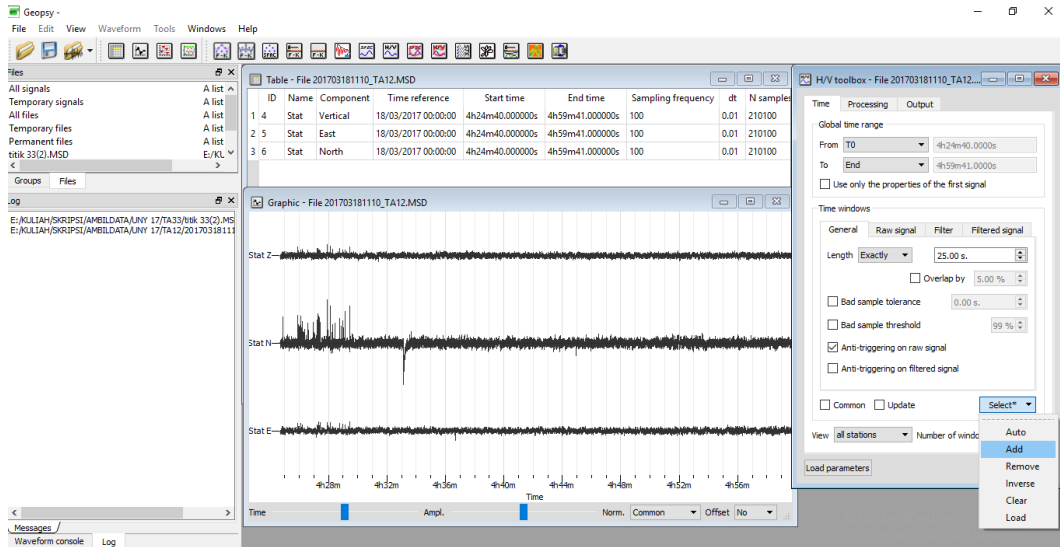 Geopsy -
File Edit View Waveform Tools Windows Help
Files
All signals A list
Temporary signals A list
All files A list
Temporary files A list
Permanent files A list
titik 33(2).MSD E:/KL
Groups Files
Log
E:/KULIAH/SKRIPSI/AMBILDATA/UNY 17/TA33/titik 33(2).MS
E:/KULIAH/SKRIPSI/AMBILDATA/UNY 17/TA12/20170318111
Messages
Waveform console Log
Table - File 201703181110_TA12.MSD
ID Name Component Time reference Start time End time Sampling frequency dt N samples
1 4 Stat Vertical 18/03/2017 00:00:00 4h24m40.000000s 4h59m41.000000s 100 0.01 210100
2 5 Stat East 18/03/2017 00:00:00 4h24m40.000000s 4h59m41.000000s 100 0.01 210100
3 6 Stat North 18/03/2017 00:00:00 4h24m40.000000s 4h59m41.000000s 100 0.01 210100
Graphic - File 201703181110_TA12.MSD
Stat Z
Stat N
Stat E
4h28m 4h32m 4h36m 4h40m 4h44m 4h48m 4h52m 4h56m
Time
Time Ampl. Norm. Common Offset No
H/V toolbox - File 201703181110_TA12....
Time Processing Output
Global time range
From T0 4h24m40.0000s
To End 4h59m41.0000s
Use only the properties of the first signal
Time windows
General Raw signal Filter Filtered signal
Length Exactly 25.00 s.
Overlap by 5.00 %
Bad sample tolerance 0.00 s.
Bad sample threshold 99 %
Anti-triggering on raw signal
Anti-triggering on filtered signal
Common Update Select*
View all stations Number of windo
Load parameters
Auto
Add
Remove
Inverse
Clear
Load